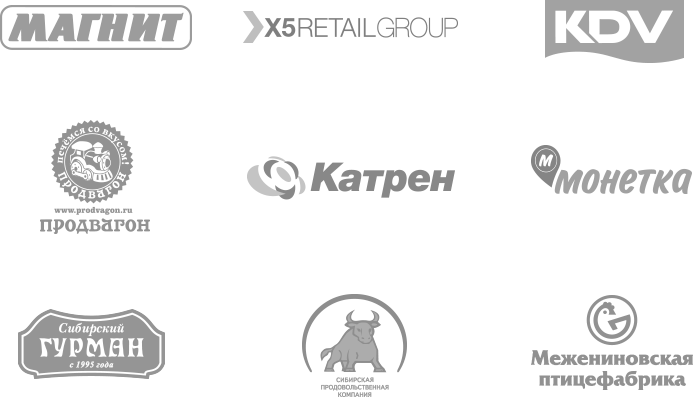 МАГНИТ
X5RETAILGROUP
KDV
печёмся со вкусом!
ПРОДВАГОН
www.prodvagon.ru
ПРОДВАГОН
Катрен
М
монетка
Сибирский
ГУРМАН
с 1995 года
СИБИРСКАЯ
ПРОДОВОЛЬСТВЕННАЯ
КОМПАНИЯ
Межениновская
птицефабрика